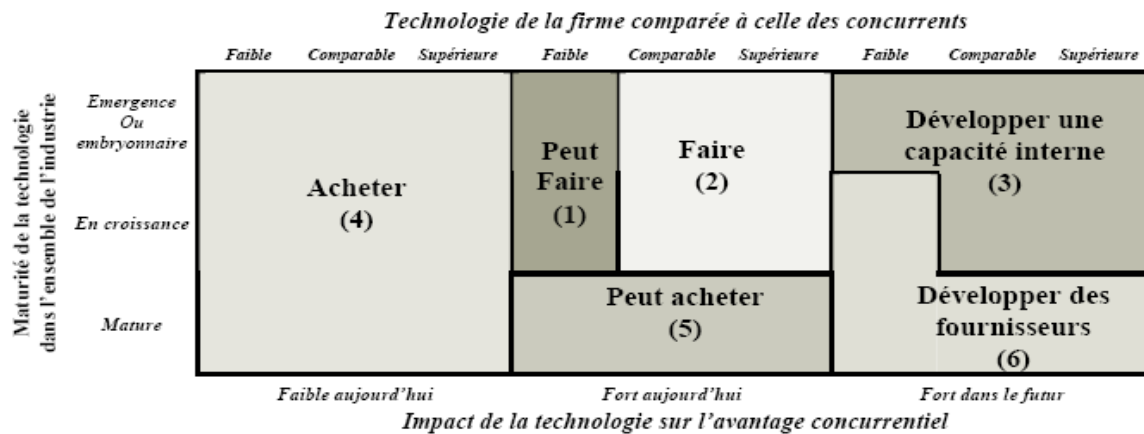 Technologie de la firme comparée à celle des concurrents
Faible Comparable Supérieure Faible Comparable Supérieure Faible Comparable Supérieure
Maturité de la technologie
dans l'ensemble de l'industrie
Emergence
Ou
embryonnaire
En croissance
Mature
Acheter
(4)
Peut
Faire
(1)
Faire
(2)
Développer une
capacité interne
(3)
Peut acheter
(5)
Développer des
fournisseurs
(6)
Faible aujourd'hui Fort aujourd'hui Fort dans le futur
Impact de la technologie sur l'avantage concurrentiel